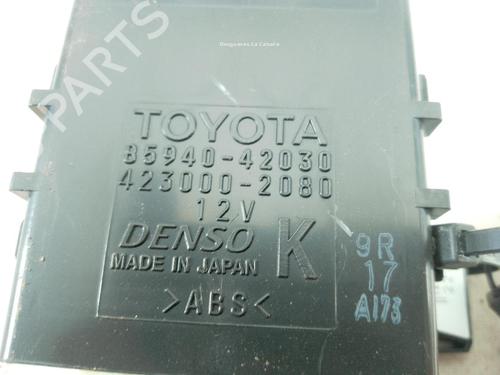 Desguaces La Cabaña
PARTS
TOYOTA
85940-42030
423000-2080
12V
DENSO K
MADE IN JAPAN
>ABS<
9R
17
A173